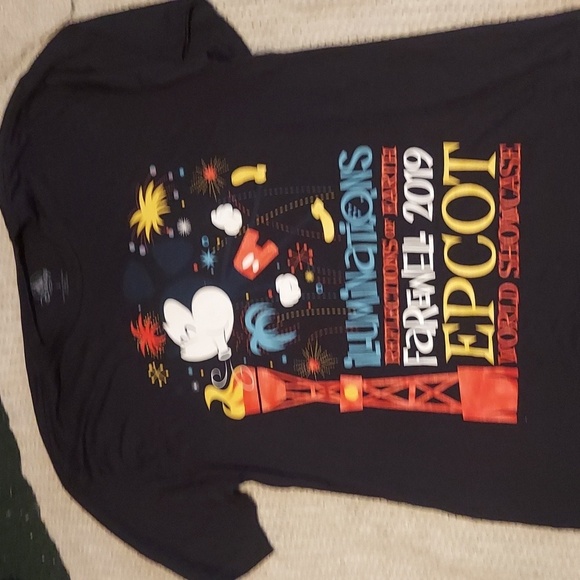 ILLUMiNATiONS
REFLECTIONS OF EARTH
FAREWELL 2019
EPCOT
WORLD SHOWCASE